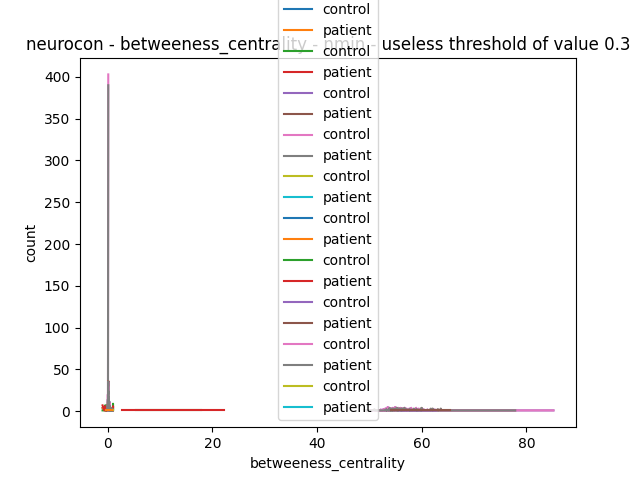 neurocon - betweeness_centrality - nmin - useless threshold of value 0.3
control
patient
control
patient
control
patient
control
patient
control
patient
control
patient
control
patient
control
patient
control
patient
control
patient
400
350
300
250
200
150
100
50
0
count
0 20 40 60 80
betweeness_centrality